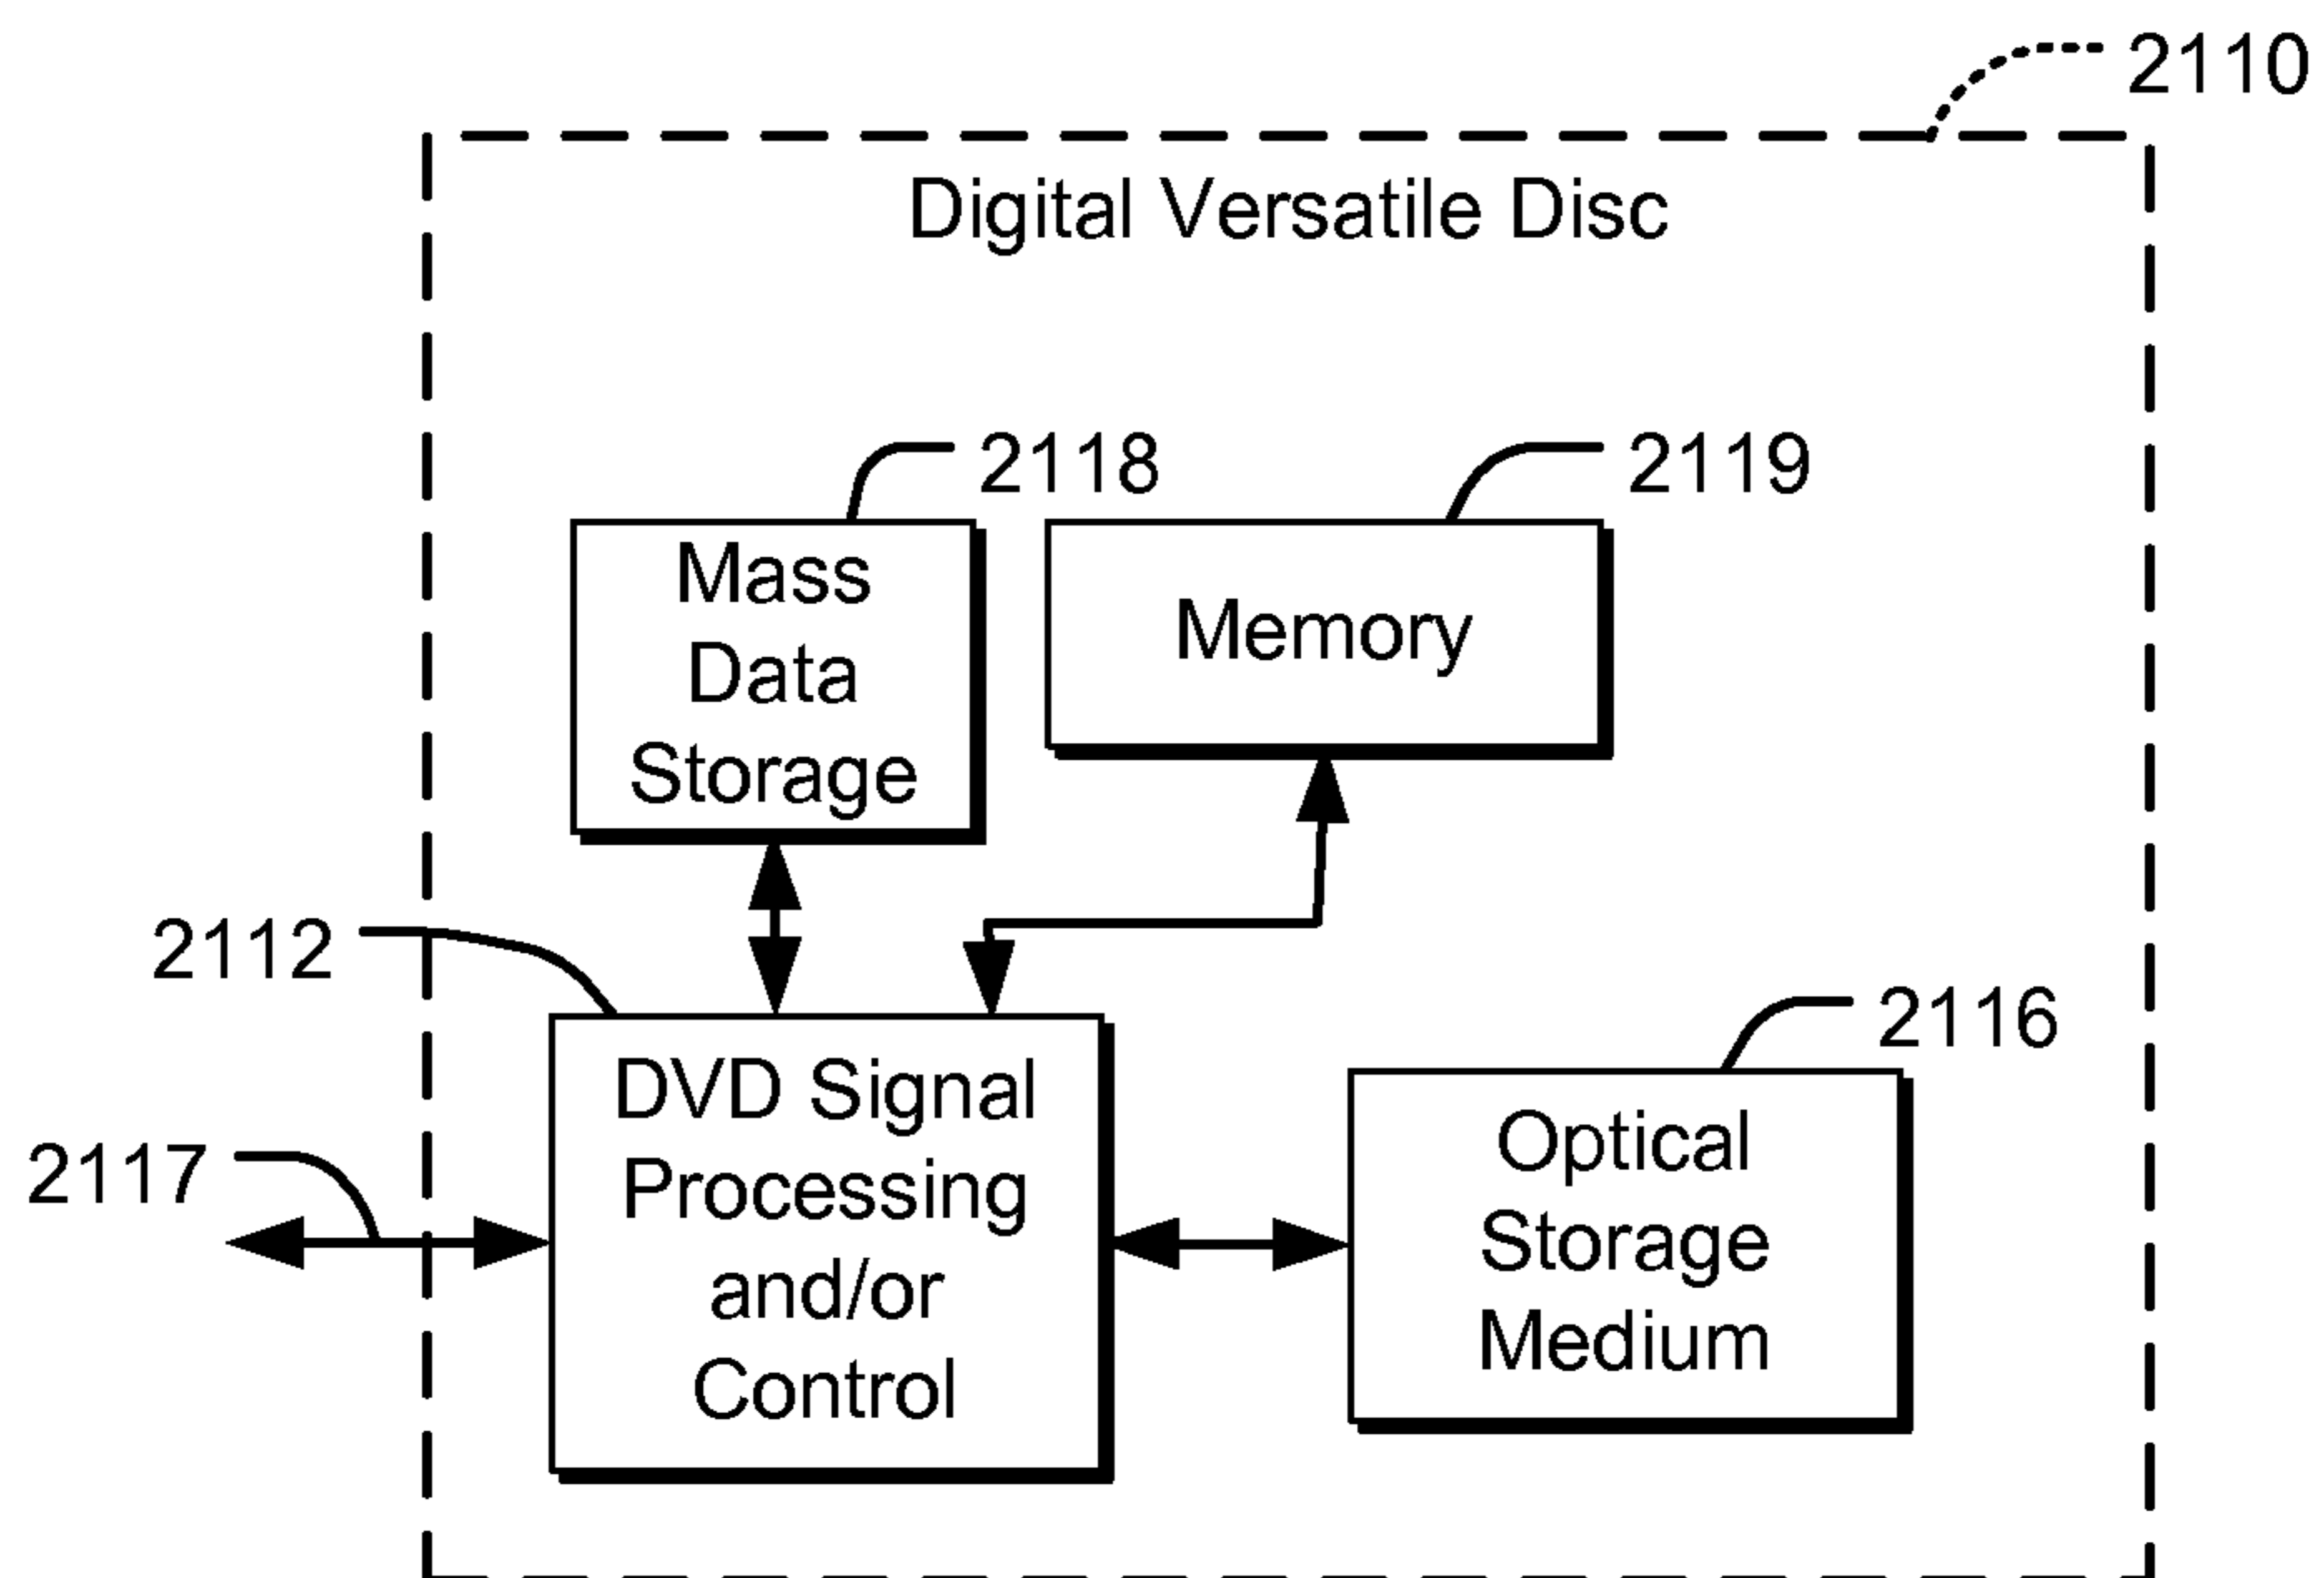 2110
Digital Versatile Disc
2118
2119
Mass
Data
Storage
Memory
2112
2116
DVD Signal
Processing
and/or
Control
Optical
Storage
Medium
2117